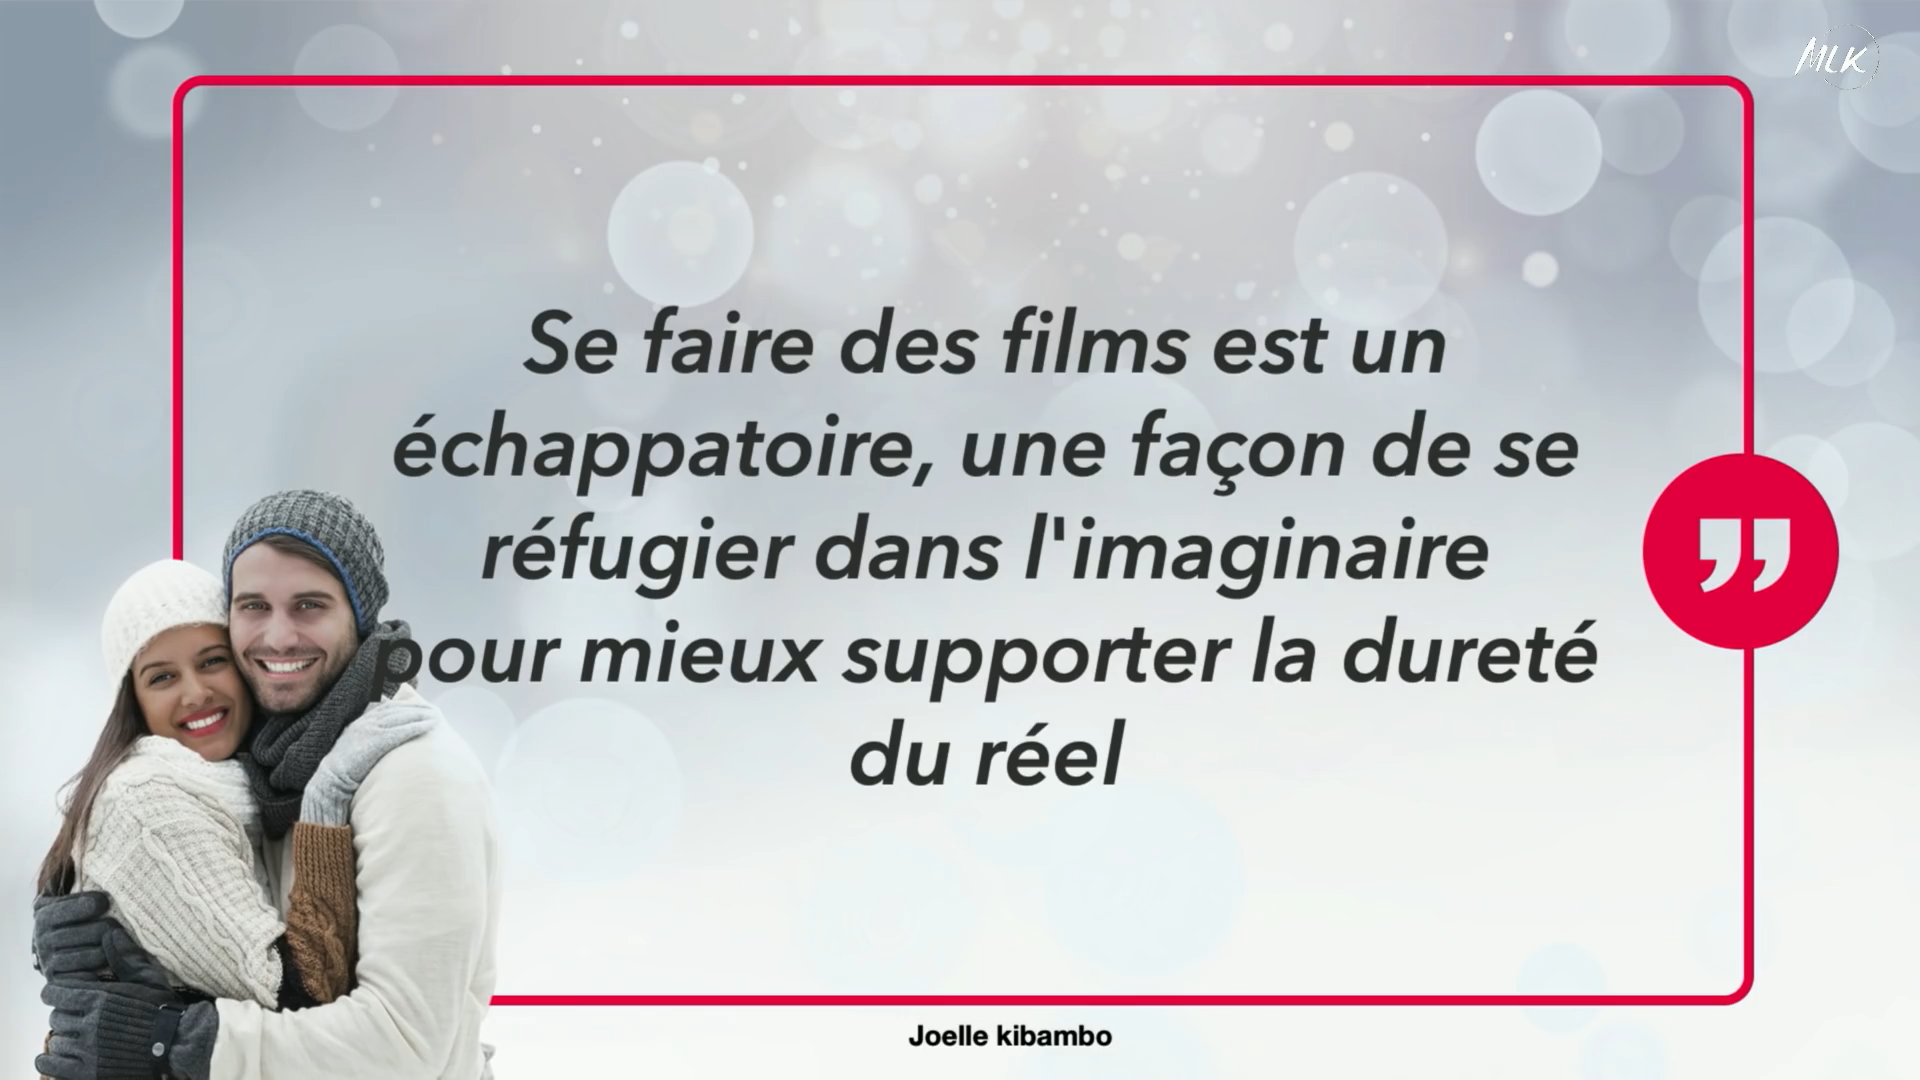 MLK
Se faire des films est un
échappatoire, une façon de se
réfugier dans l'imaginaire
pour mieux supporter la dureté
du réel
”
Joelle kibambo